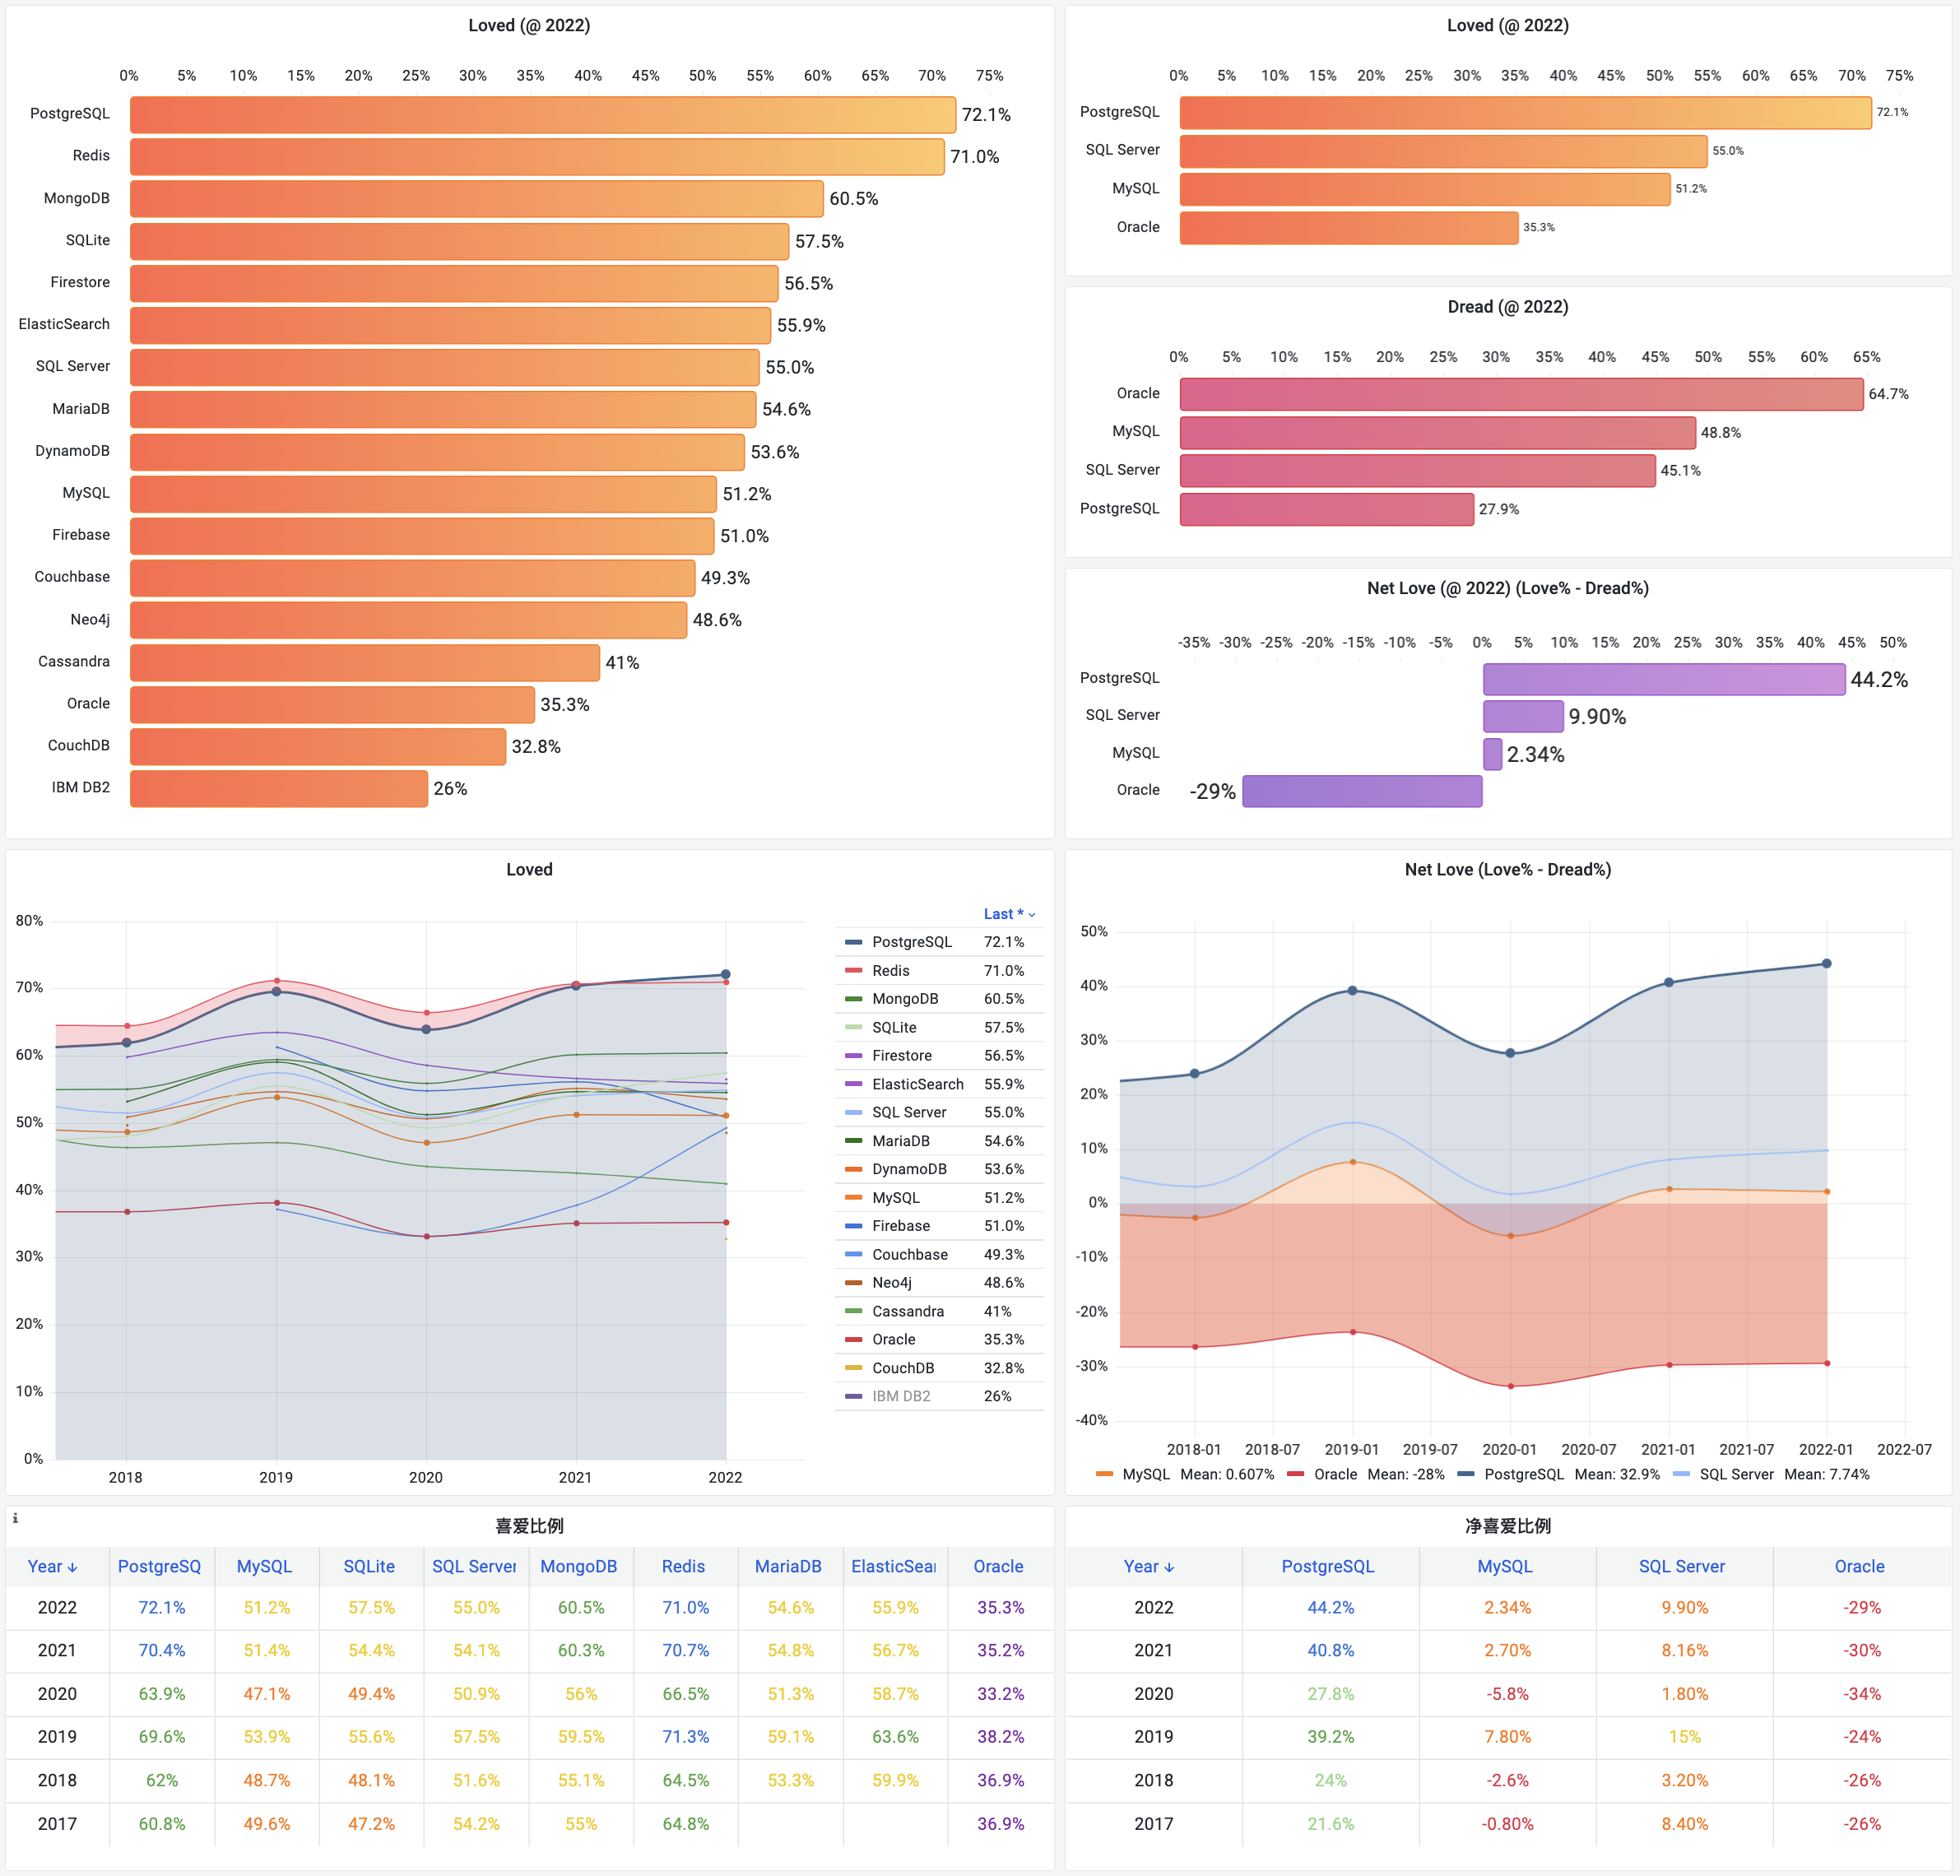 Loved (@ 2022)
0% 5% 10% 15% 20% 25% 30% 35% 40% 45% 50% 55% 60% 65% 70% 75%
PostgreSQL 72.1%
Redis 71.0%
MongoDB 60.5%
SQLite 57.5%
Firestore 56.5%
ElasticSearch 55.9%
SQL Server 55.0%
MariaDB 54.6%
DynamoDB 53.6%
MySQL 51.2%
Firebase 51.0%
Couchbase 49.3%
Neo4j 48.6%
Cassandra 41%
Oracle 35.3%
CouchDB 32.8%
IBM DB2 26%
Loved (@ 2022)
0% 5% 10% 15% 20% 25% 30% 35% 40% 45% 50% 55% 60% 65% 70% 75%
PostgreSQL 72.1%
SQL Server 55.0%
MySQL 51.2%
Oracle 35.3%
Dread (@ 2022)
0% 5% 10% 15% 20% 25% 30% 35% 40% 45% 50% 55% 60% 65%
Oracle 64.7%
MySQL 48.8%
SQL Server 45.1%
PostgreSQL 27.9%
Net Love (@ 2022) (Love% - Dread%)
-35% -30% -25% -20% -15% -10% -5% 0% 5% 10% 15% 20% 25% 30% 35% 40% 45% 50%
PostgreSQL 44.2%
SQL Server 9.90%
MySQL 2.34%
Oracle -29%
Loved
80%
70%
60%
50%
40%
30%
20%
10%
0%
2018 2019 2020 2021 2022
Last *
PostgreSQL 72.1%
Redis 71.0%
MongoDB 60.5%
SQLite 57.5%
Firestore 56.5%
ElasticSearch 55.9%
SQL Server 55.0%
MariaDB 54.6%
DynamoDB 53.6%
MySQL 51.2%
Firebase 51.0%
Couchbase 49.3%
Neo4j 48.6%
Cassandra 41%
Oracle 35.3%
CouchDB 32.8%
IBM DB2 26%
Net Love (Love% - Dread%)
50%
40%
30%
20%
10%
0%
-10%
-20%
-30%
-40%
2018-01 2018-07 2019-01 2019-07 2020-01 2020-07 2021-01 2021-07 2022-01 2022-07
MySQL Mean: 0.607% Oracle Mean: -28% PostgreSQL Mean: 32.9% SQL Server Mean: 7.74%
i
喜爱比例
Year ↓ PostgreSQ MySQL SQLite SQL Server MongoDB Redis MariaDB ElasticSear Oracle
2022 72.1% 51.2% 57.5% 55.0% 60.5% 71.0% 54.6% 55.9% 35.3%
2021 70.4% 51.4% 54.4% 54.1% 60.3% 70.7% 54.8% 56.7% 35.2%
2020 63.9% 47.1% 49.4% 50.9% 56% 66.5% 51.3% 58.7% 33.2%
2019 69.6% 53.9% 55.6% 57.5% 59.5% 71.3% 59.1% 63.6% 38.2%
2018 62% 48.7% 48.1% 51.6% 55.1% 64.5% 53.3% 59.9% 36.9%
2017 60.8% 49.6% 47.2% 54.2% 55% 64.8% 36.9%
净喜爱比例
Year ↓ PostgreSQL MySQL SQL Server Oracle
2022 44.2% 2.34% 9.90% -29%
2021 40.8% 2.70% 8.16% -30%
2020 27.8% -5.8% 1.80% -34%
2019 39.2% 7.80% 15% -24%
2018 24% -2.6% 3.20% -26%
2017 21.6% -0.80% 8.40% -26%